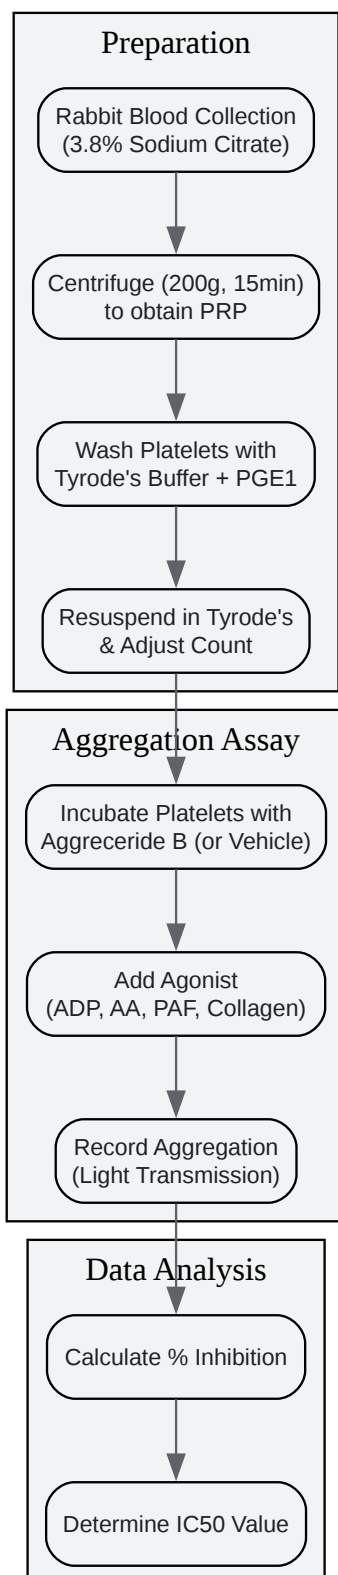 Preparation
Rabbit Blood Collection
(3.8% Sodium Citrate)
Centrifuge (200g, 15min)
to obtain PRP
Wash Platelets with
Tyrode's Buffer + PGE1
Resuspend in Tyrode's
& Adjust Count
Aggregation Assay
Incubate Platelets with
Aggreceride B (or Vehicle)
Add Agonist
(ADP, AA, PAF, Collagen)
Record Aggregation
(Light Transmission)
Data Analysis
Calculate % Inhibition
Determine IC50 Value